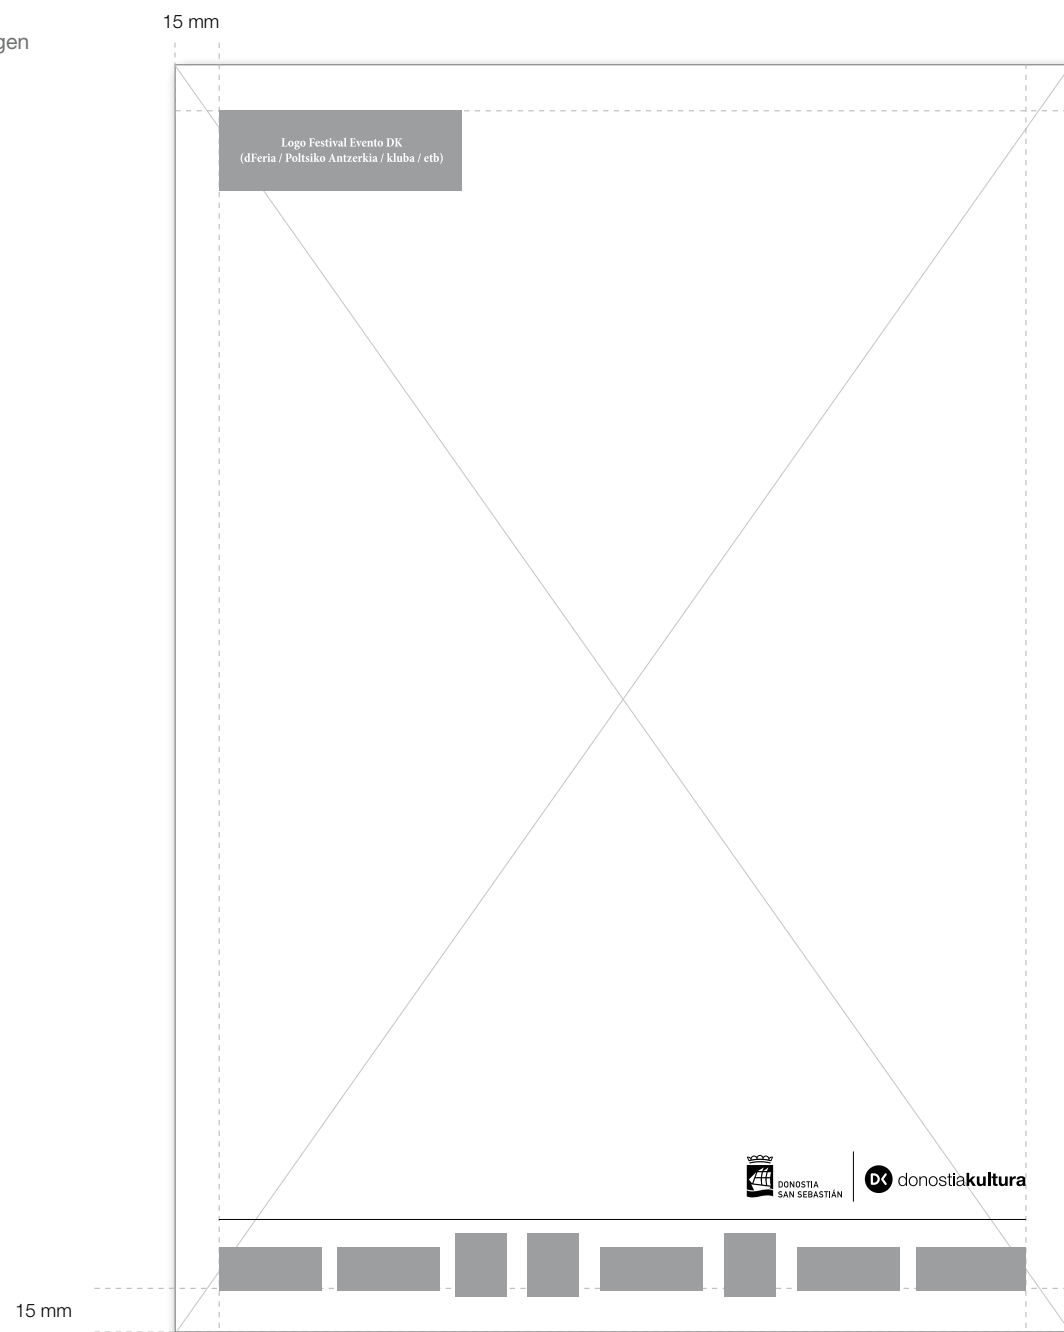 15 mm
gen
Logo Festival Evento DK
(dFeria / Poltsiko Antzerkia / kluba / etb)
DONOSTIA
SAN SEBASTIÁN
DK donostiakultura
15 mm